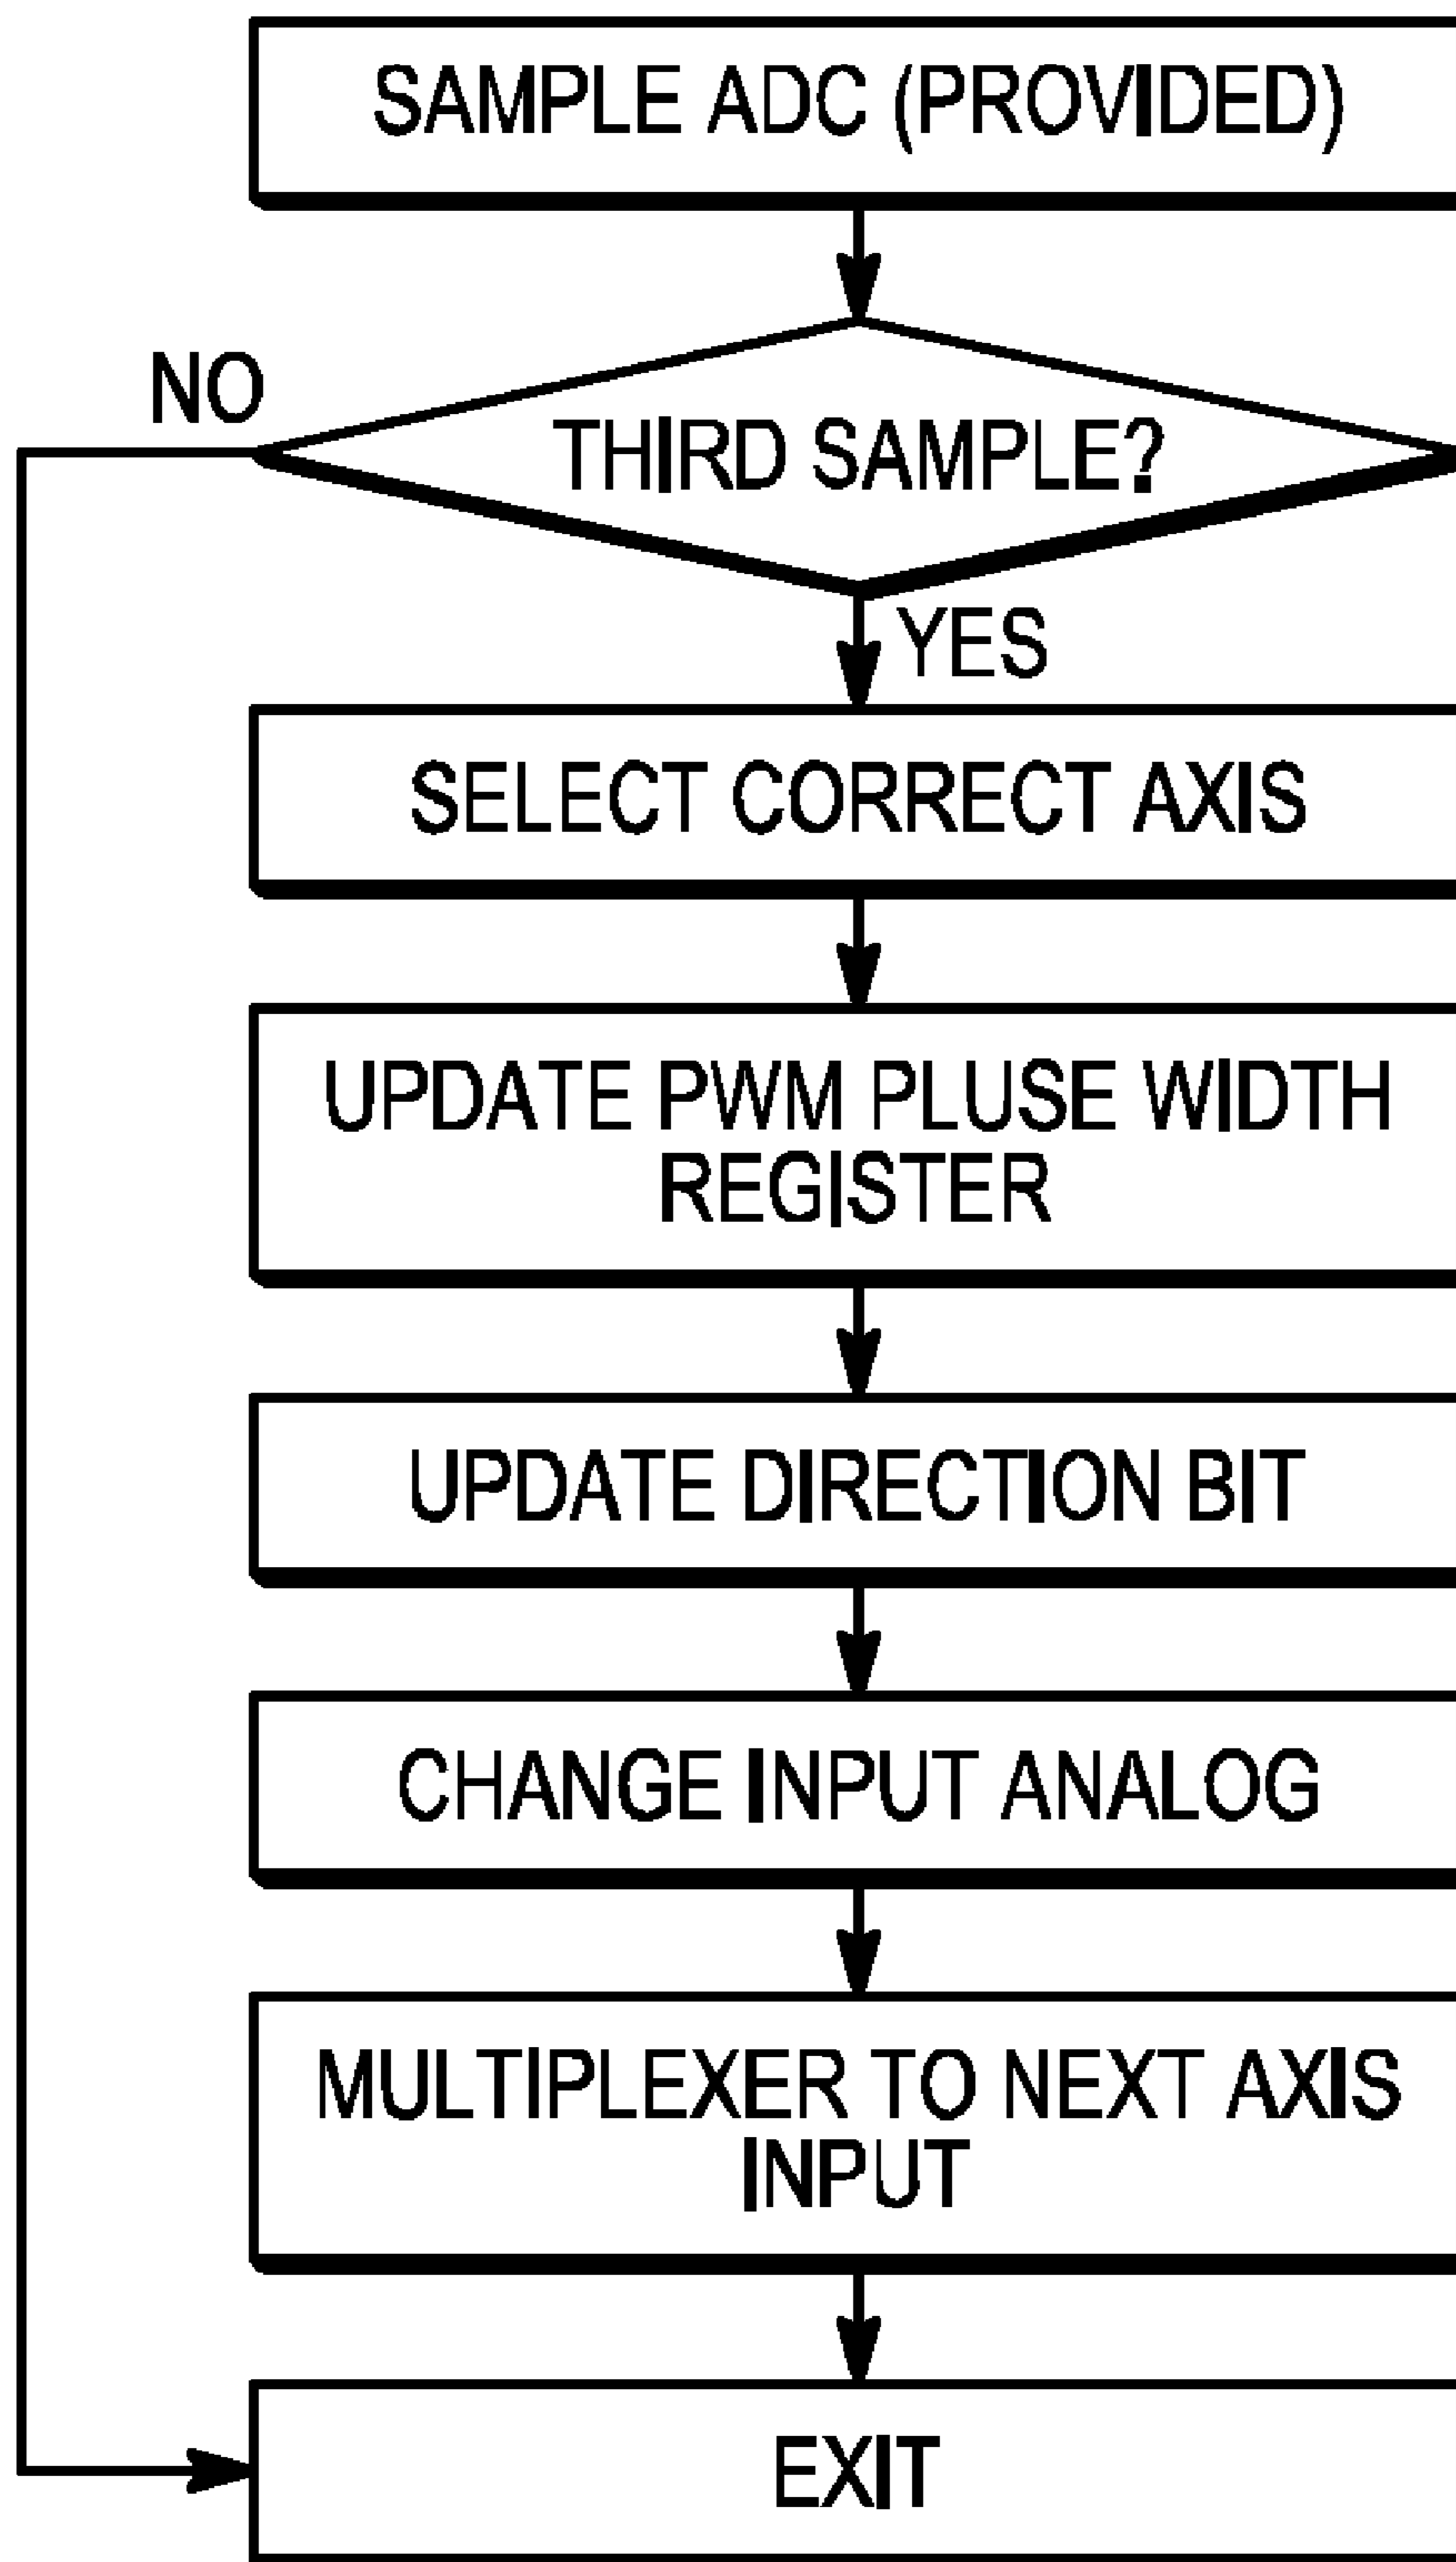 SAMPLE ADC (PROVIDED)
NO
THIRD SAMPLE?
YES
SELECT CORRECT AXIS
UPDATE PWM PLUSE WIDTH
REGISTER
UPDATE DIRECTION BIT
CHANGE INPUT ANALOG
MULTIPLEXER TO NEXT AXIS
INPUT
EXIT